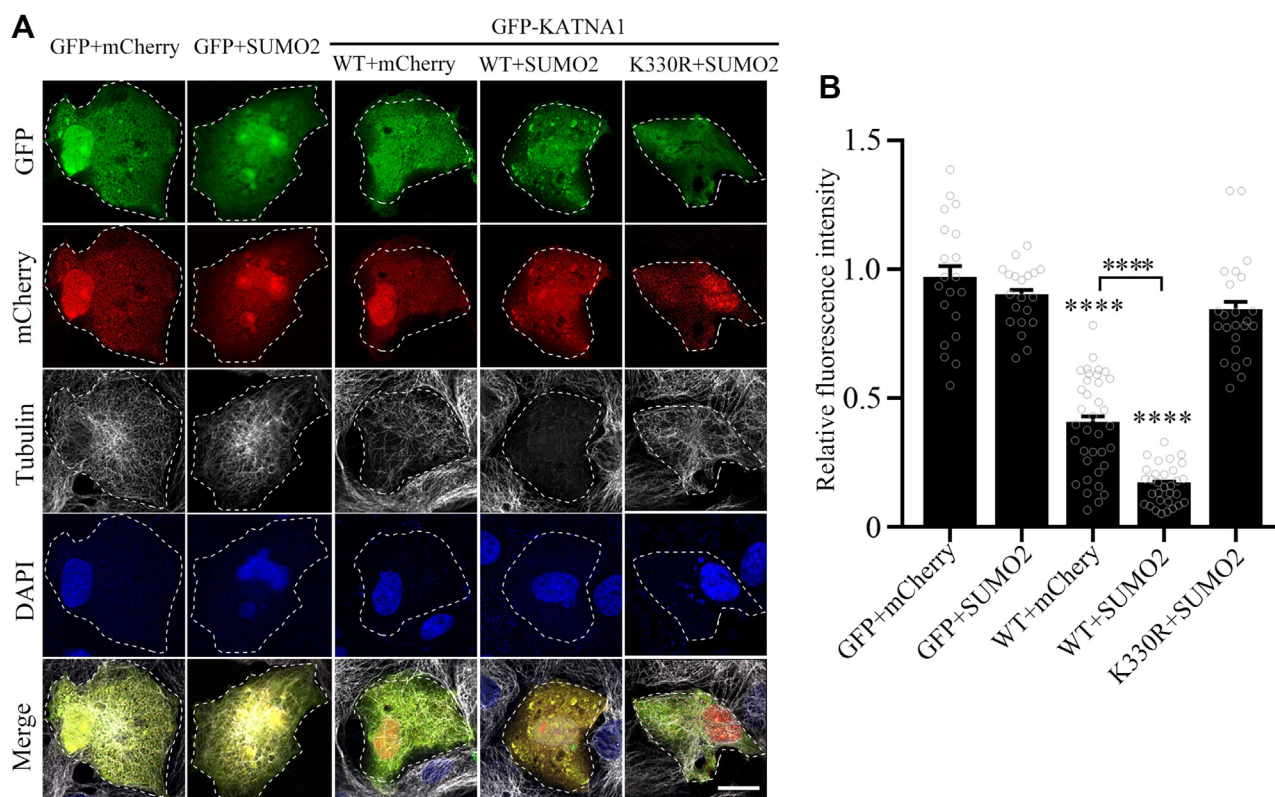 A
GFP-KATNA1
GFP+mCherry GFP+SUMO2
WT+mCherry WT+SUMO2 K330R+SUMO2
GFP
mCherry
Tubulin
DAPI
Merge
B
Relative fluorescence intensity
1.5
1.0
0.5
0
****
****
****
GFP+mCherry
GFP+SUMO2
WT+mChery
WT+SUMO2
K330R+SUMO2